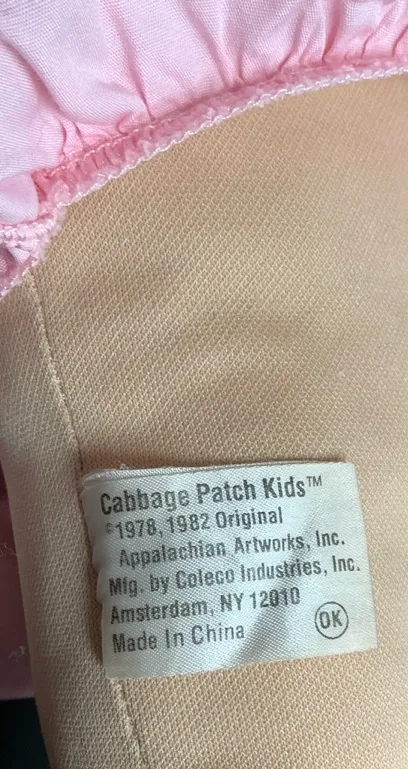 Cabbage Patch Kids™
©1978, 1982 Original
Appalachian Artworks, Inc.
Mfg. by Coleco Industries, Inc.
Amsterdam, NY 12010
Made In China
OK